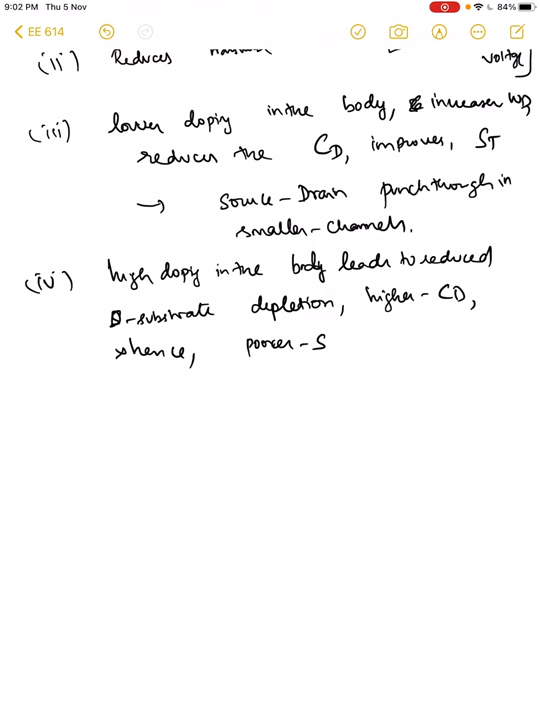 9:02 PM Thu 5 Nov 84%
EE 614
(ii) Reduces voltage
(iii) lower doping in the body, increases WD,
reduces the CD, improves, ST
→ Source - Drain punchthrough in
smaller - channels.
(iv) high dopy in the body leads to reduced
-substrate depletion, higher - CD,
hence, poorer - S